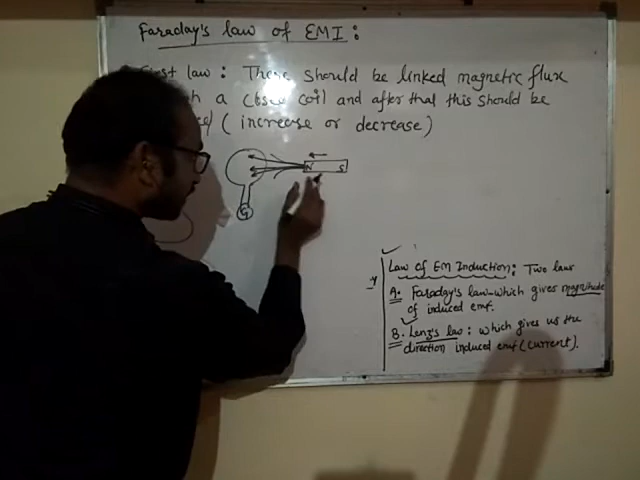 Faraday's law of EMI :
First law : There should be linked magnetic flux
a closed coil and after that this should be
(increase or decrease)
N S
G
Law of EM Induction : Two laws
A. Faraday's law which gives magnitude
of induced emf.
B. Lenz's law : which gives us the
direction induced emf (current).